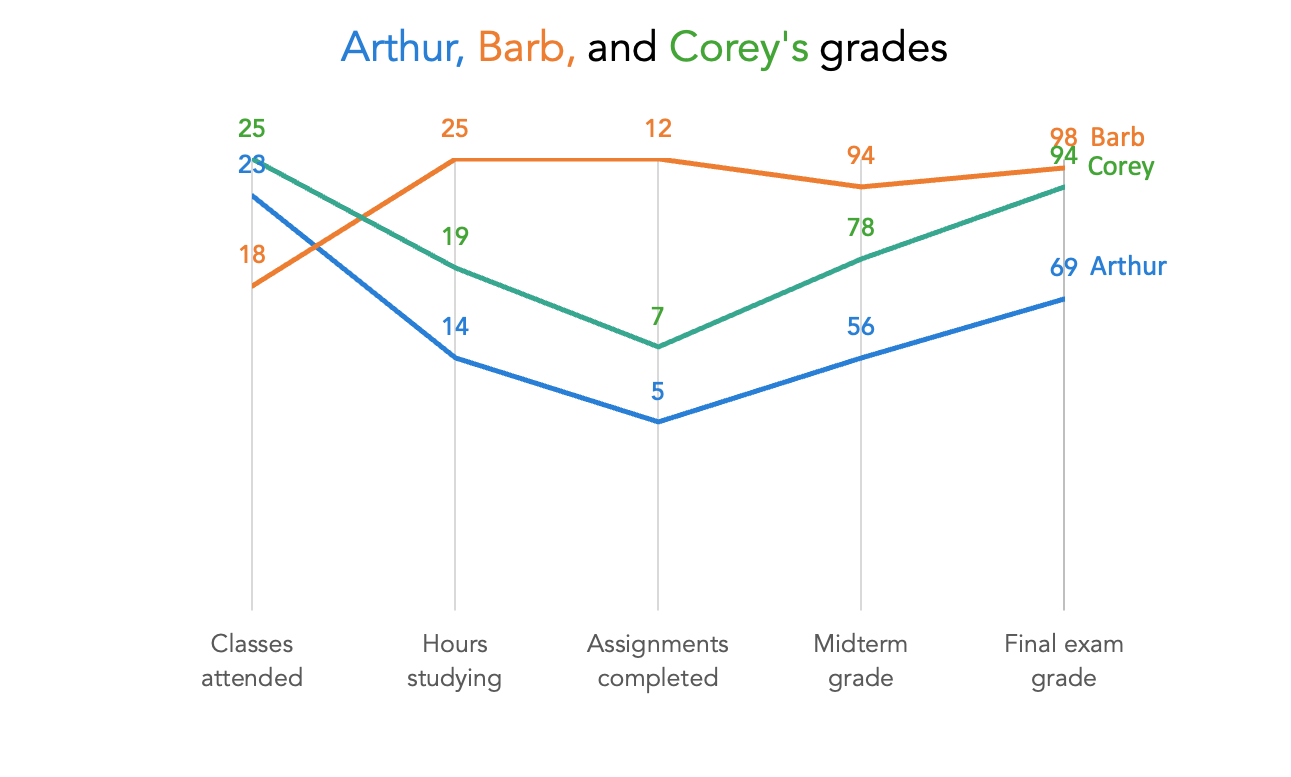 Arthur, Barb, and Corey's grades
25
25
12
98 Barb
94
94 Corey
23
19
78
18
69 Arthur
7
14
56
5
Classes
attended
Hours
studying
Assignments
completed
Midterm
grade
Final exam
grade